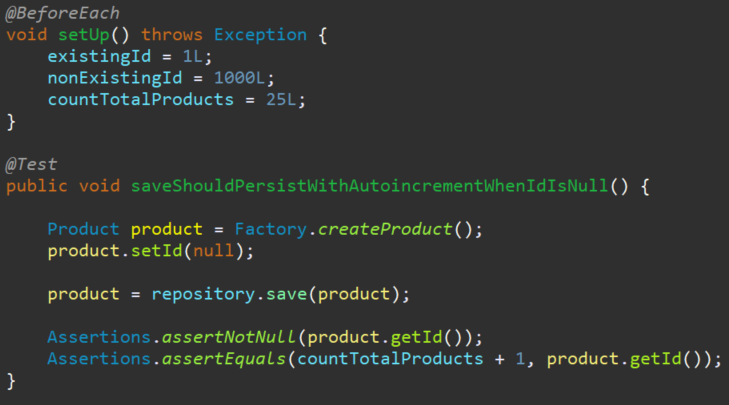 @BeforeEach
void setUp() throws Exception {
    existingId = 1L;
    nonExistingId = 1000L;
    countTotalProducts = 25L;
}

@Test
public void saveShouldPersistWithAutoincrementWhenIdIsNull() {

    Product product = Factory.createProduct();
    product.setId(null);

    product = repository.save(product);

    Assertions.assertNotNull(product.getId());
    Assertions.assertEquals(countTotalProducts + 1, product.getId());
}